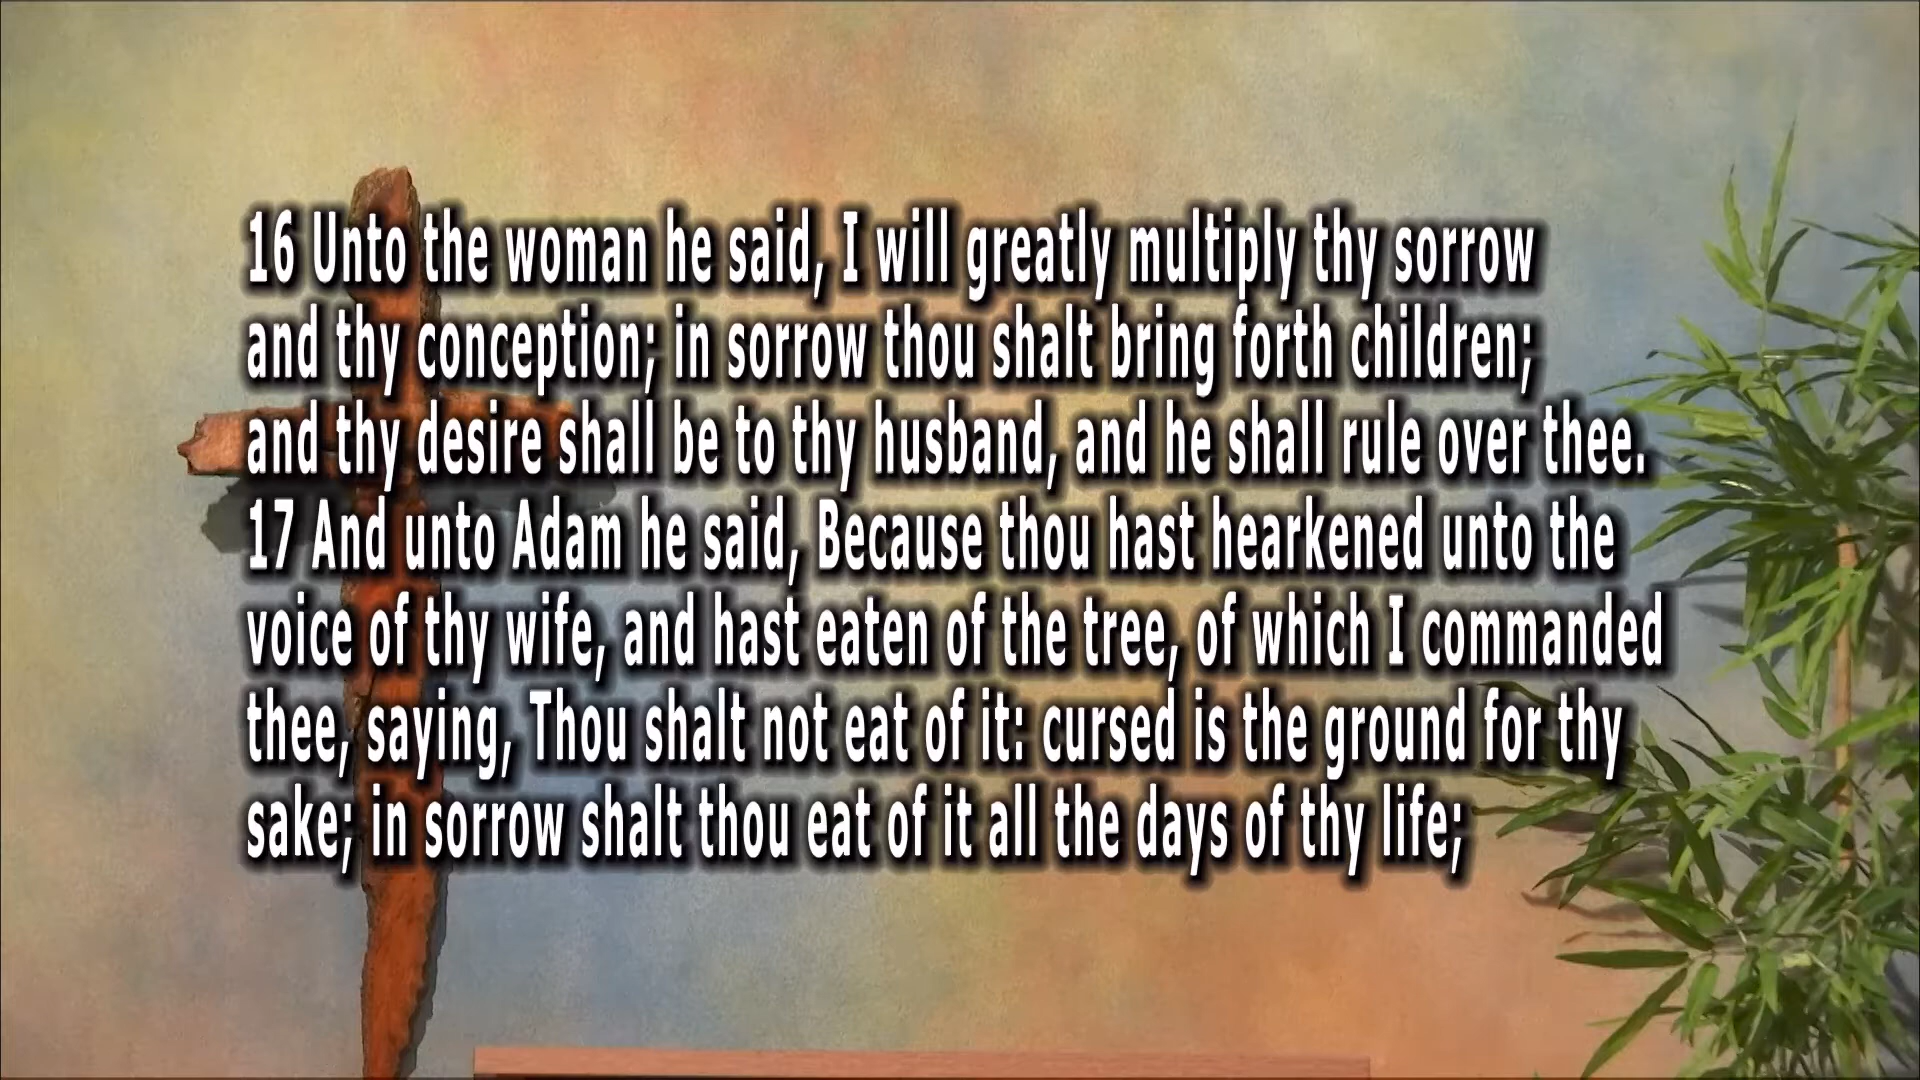 16 Unto the woman he said, I will greatly multiply thy sorrow
and thy conception; in sorrow thou shalt bring forth children;
and thy desire shall be to thy husband, and he shall rule over thee.
17 And unto Adam he said, Because thou hast hearkened unto the
voice of thy wife, and hast eaten of the tree, of which I commanded
thee, saying, Thou shalt not eat of it: cursed is the ground for thy
sake; in sorrow shalt thou eat of it all the days of thy life;